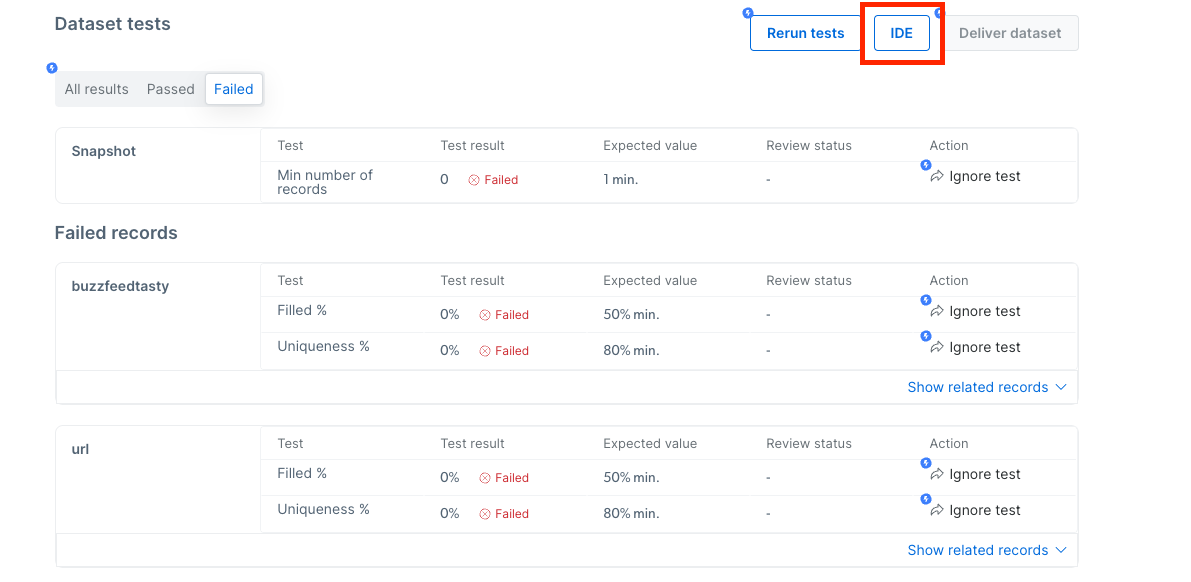 Dataset tests
Rerun tests
IDE
Deliver dataset
All results Passed Failed
Snapshot
Test Test result Expected value Review status Action
Min number of
records
0 Failed 1 min. - Ignore test
Failed records
buzzfeedtasty
Test Test result Expected value Review status Action
Filled % 0% Failed 50% min. - Ignore test
Uniqueness % 0% Failed 80% min. - Ignore test
Show related records
url
Test Test result Expected value Review status Action
Filled % 0% Failed 50% min. - Ignore test
Uniqueness % 0% Failed 80% min. - Ignore test
Show related records